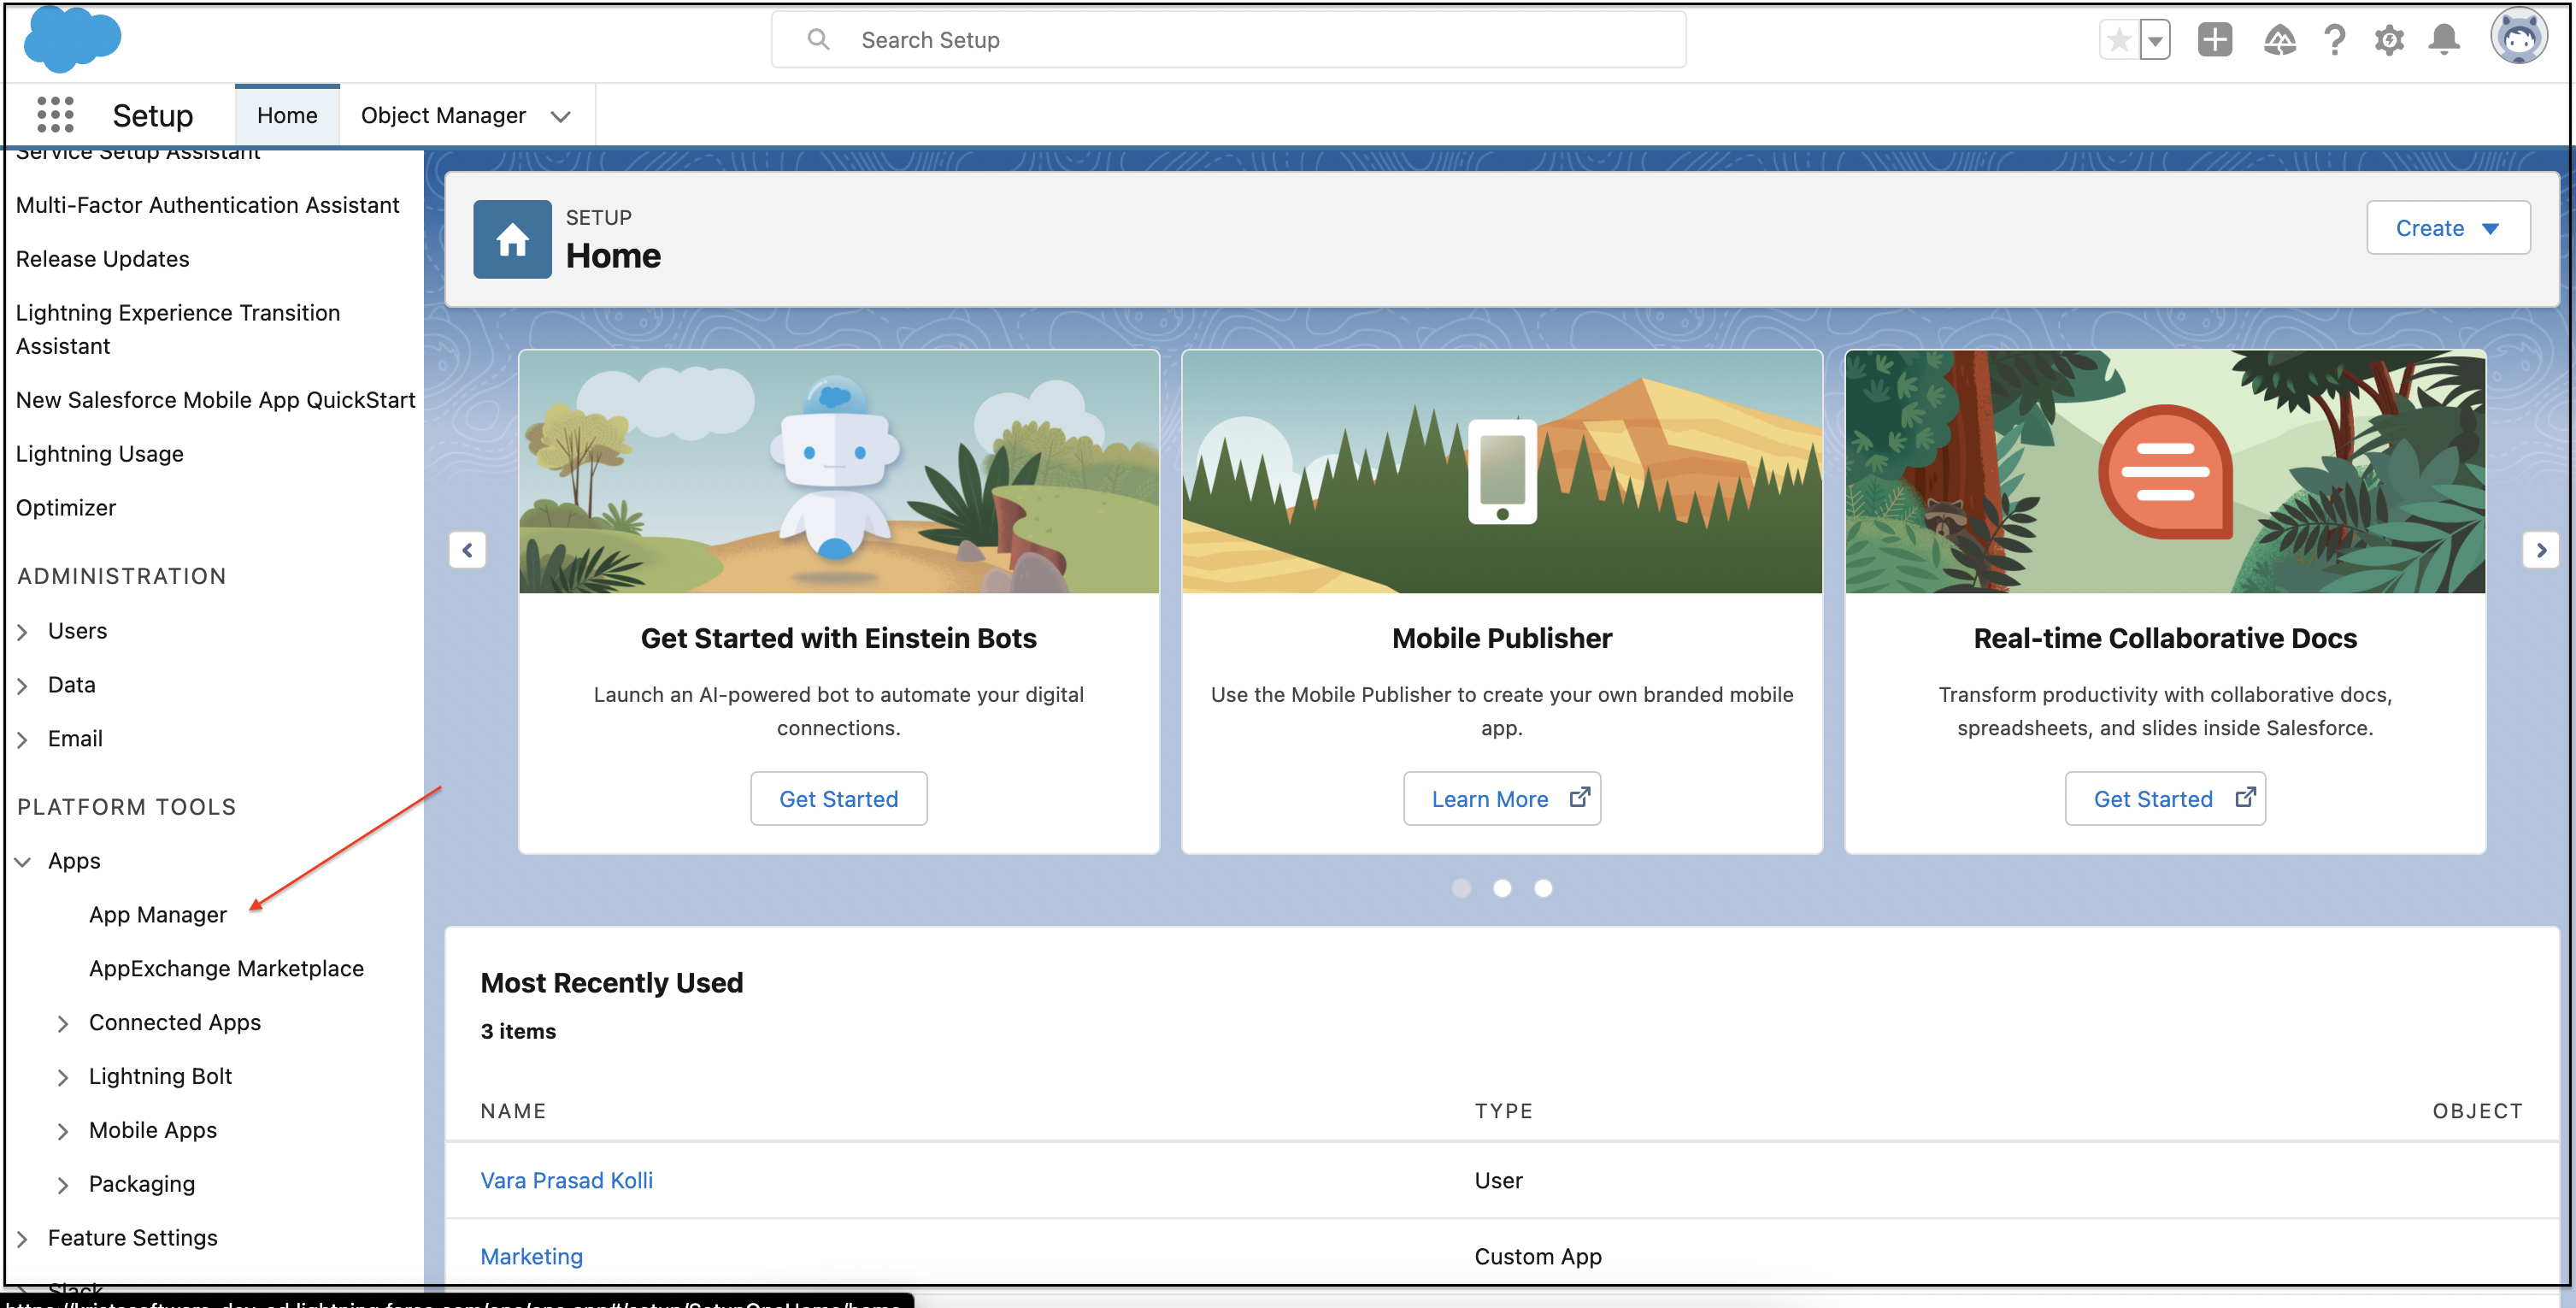 Search Setup
Setup
Home
Object Manager
Service Setup Assistant
Multi-Factor Authentication Assistant
Release Updates
Lightning Experience Transition
Assistant
New Salesforce Mobile App QuickStart
Lightning Usage
Optimizer
ADMINISTRATION
Users
Data
Email
PLATFORM TOOLS
Apps
App Manager
AppExchange Marketplace
Connected Apps
Lightning Bolt
Mobile Apps
Packaging
Feature Settings
Slack
SETUP
Home
Create
Get Started with Einstein Bots
Launch an AI-powered bot to automate your digital
connections.
Get Started
Mobile Publisher
Use the Mobile Publisher to create your own branded mobile
app.
Learn More
Real-time Collaborative Docs
Transform productivity with collaborative docs,
spreadsheets, and slides inside Salesforce.
Get Started
Most Recently Used
3 items
NAME TYPE OBJECT
Vara Prasad Kolli User
Marketing Custom App